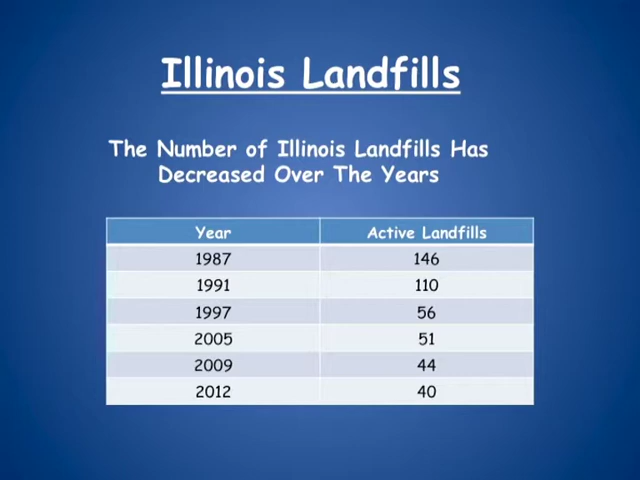 Illinois Landfills
The Number of Illinois Landfills Has
Decreased Over The Years
Year Active Landfills
1987 146
1991 110
1997 56
2005 51
2009 44
2012 40